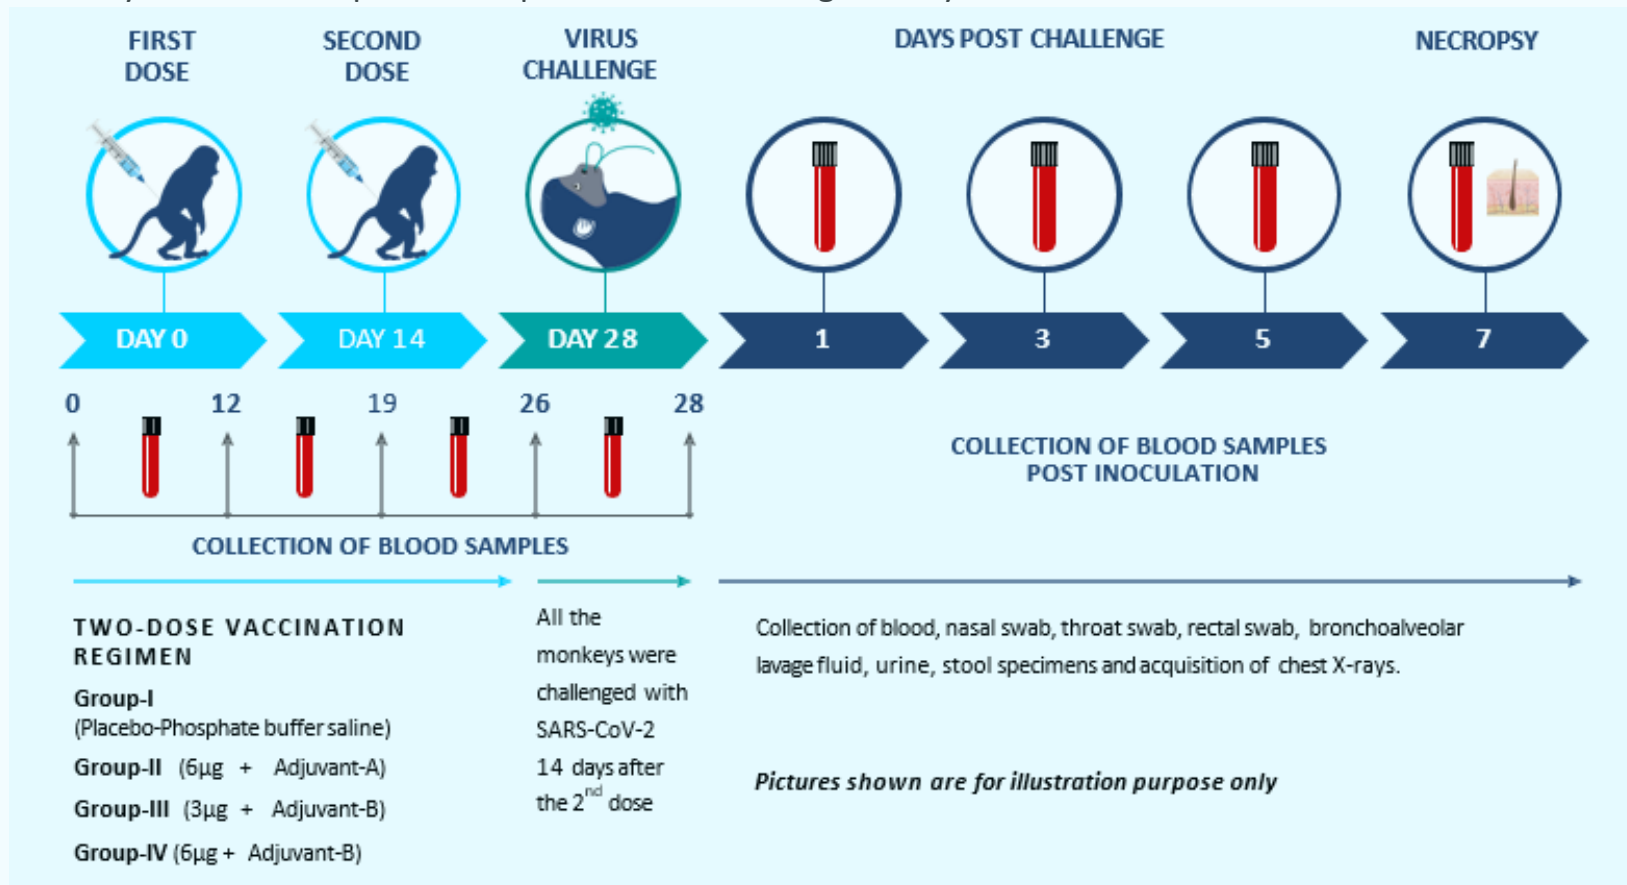 FIRST
DOSE
SECOND
DOSE
VIRUS
CHALLENGE
DAYS POST CHALLENGE
NECROPSY
DAY 0
DAY 14
DAY 28
1
3
5
7
0
12
19
26
28
COLLECTION OF BLOOD SAMPLES
COLLECTION OF BLOOD SAMPLES
POST INOCULATION
TWO-DOSE VACCINATION
REGIMEN
Group-I
(Placebo-Phosphate buffer saline)
Group-II (6µg + Adjuvant-A)
Group-III (3µg + Adjuvant-B)
Group-IV (6µg + Adjuvant-B)
All the
monkeys were
challenged with
SARS-CoV-2
14 days after
the 2nd dose
Collection of blood, nasal swab, throat swab, rectal swab, bronchoalveolar
lavage fluid, urine, stool specimens and acquisition of chest X-rays.
Pictures shown are for illustration purpose only